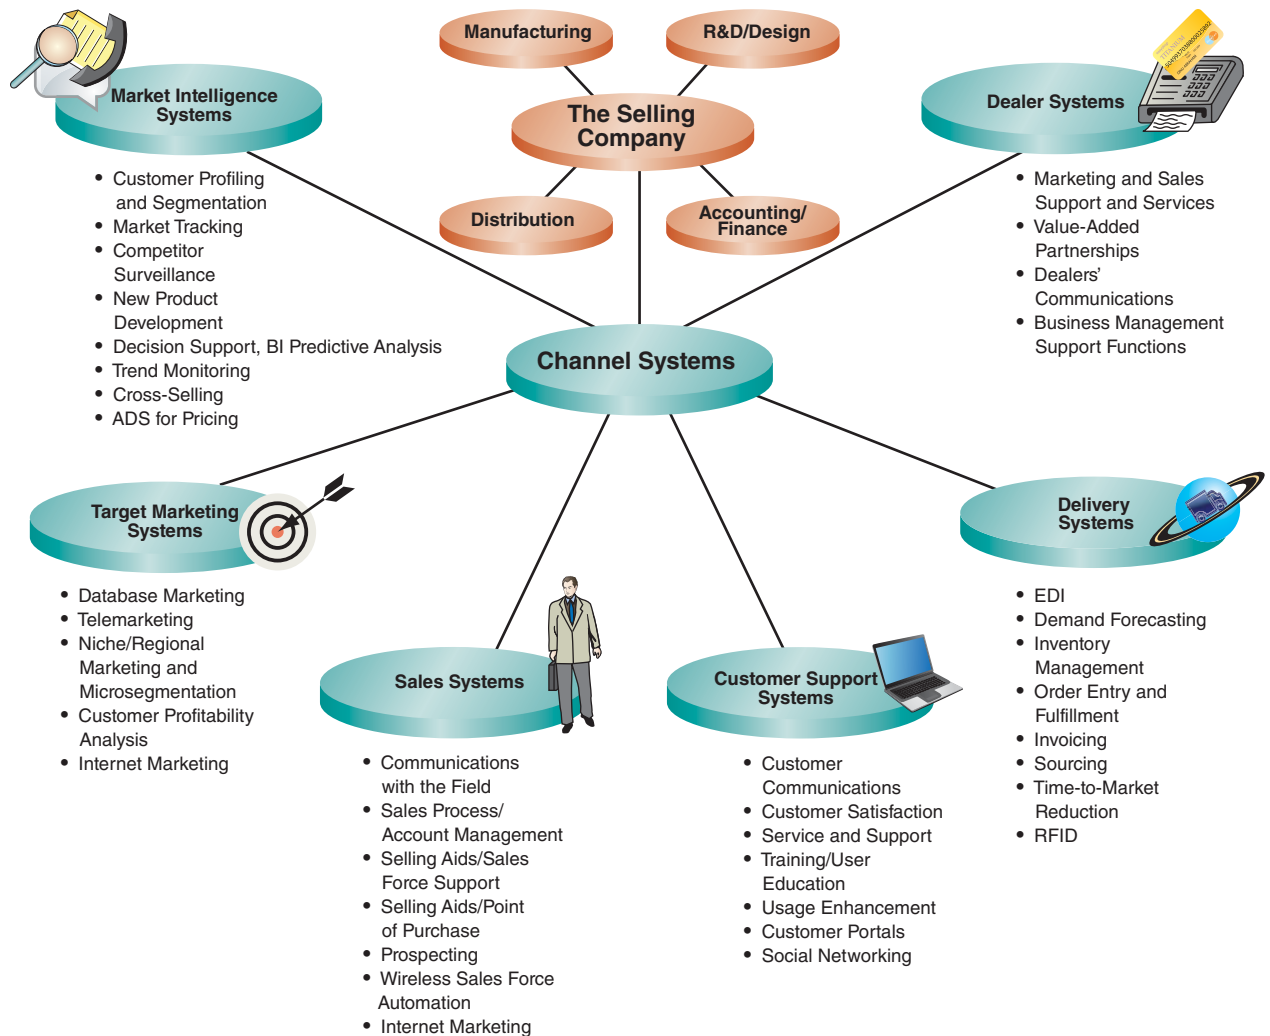 Manufacturing
R&D/Design
The Selling
Company
Distribution
Accounting/
Finance
Market Intelligence
Systems
• Customer Profiling
and Segmentation
• Market Tracking
• Competitor
Surveillance
• New Product
Development
• Decision Support, BI Predictive Analysis
• Trend Monitoring
• Cross-Selling
• ADS for Pricing
Dealer Systems
TITANIUM
• Marketing and Sales
Support and Services
• Value-Added
Partnerships
• Dealers’
Communications
• Business Management
Support Functions
Channel Systems
Target Marketing
Systems
• Database Marketing
• Telemarketing
• Niche/Regional
Marketing and
Microsegmentation
• Customer Profitability
Analysis
• Internet Marketing
Sales Systems
• Communications
with the Field
• Sales Process/
Account Management
• Selling Aids/Sales
Force Support
• Selling Aids/Point
of Purchase
• Prospecting
• Wireless Sales Force
Automation
• Internet Marketing
Customer Support
Systems
• Customer
Communications
• Customer Satisfaction
• Service and Support
• Training/User
Education
• Usage Enhancement
• Customer Portals
• Social Networking
Delivery
Systems
• EDI
• Demand Forecasting
• Inventory
Management
• Order Entry and
Fulfillment
• Invoicing
• Sourcing
• Time-to-Market
Reduction
• RFID